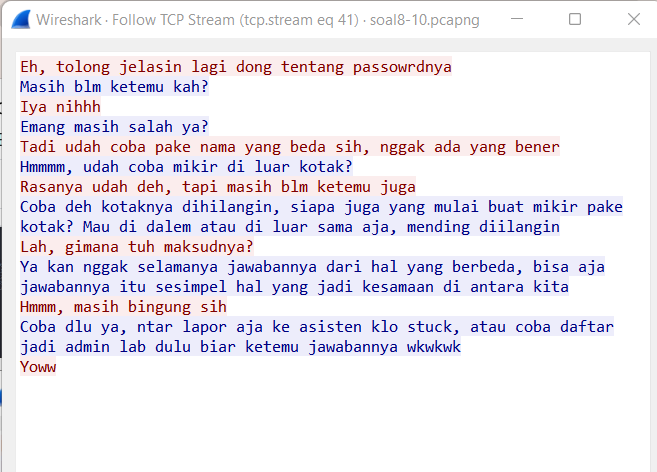 Wireshark · Follow TCP Stream (tcp.stream eq 41) · soal8-10.pcapng
Eh, tolong jelasin lagi dong tentang passowrdnya
Masih blm ketemu kah?
Iya nihhh
Emang masih salah ya?
Tadi udah coba pake nama yang beda sih, nggak ada yang bener
Hmmmm, udah coba mikir di luar kotak?
Rasanya udah deh, tapi masih blm ketemu juga
Coba deh kotaknya dihilangin, siapa juga yang mulai buat mikir pake
kotak? Mau di dalem atau di luar sama aja, mending diilangin
Lah, gimana tuh maksudnya?
Ya kan nggak selamanya jawabannya dari hal yang berbeda, bisa aja
jawabannya itu sesimpel hal yang jadi kesamaan di antara kita
Hmmm, masih bingung sih
Coba dlu ya, ntar lapor aja ke asisten klo stuck, atau coba daftar
jadi admin lab dulu biar ketemu jawabannya wkwkwk
Yoww